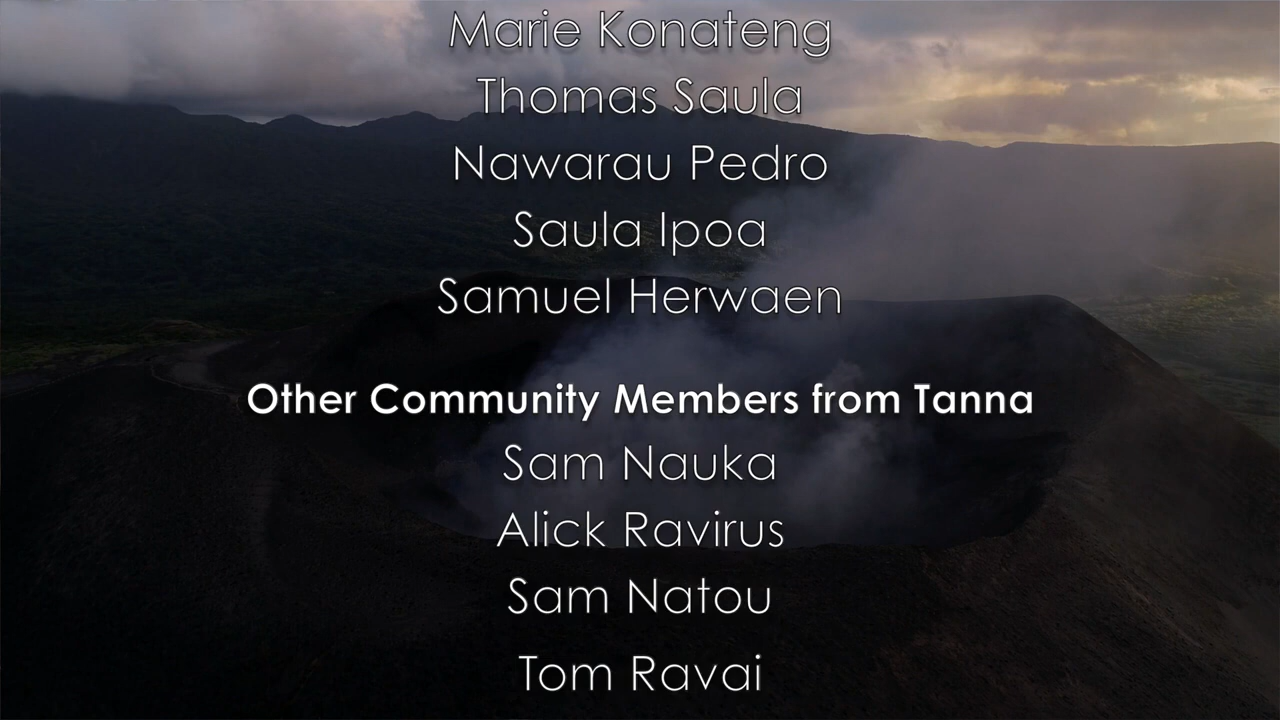 Marie Konateng
Thomas Saula
Nawarau Pedro
Saula Ipoa
Samuel Herwaen
Other Community Members from Tanna
Sam Nauka
Alick Ravirus
Sam Natou
Tom Ravai